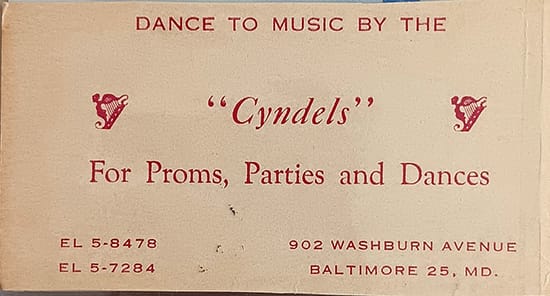 DANCE TO MUSIC BY THE
"Cyndels"
For Proms, Parties and Dances
EL 5-8478
EL 5-7284
902 WASHBURN AVENUE
BALTIMORE 25, MD.